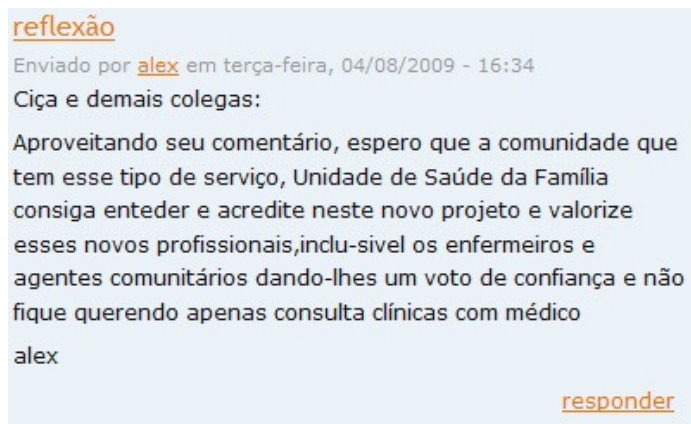 reflexão
Enviado por alex em terça-feira, 04/08/2009 - 16:34
Ciça e demais colegas:
Aproveitando seu comentário, espero que a comunidade que
tem esse tipo de serviço, Unidade de Saúde da Família
consiga enteder e acredite neste novo projeto e valorize
esses novos profissionais,inclu-sivel os enfermeiros e
agentes comunitários dando-lhes um voto de confiança e não
fique querendo apenas consulta clínicas com médico
alex
responder